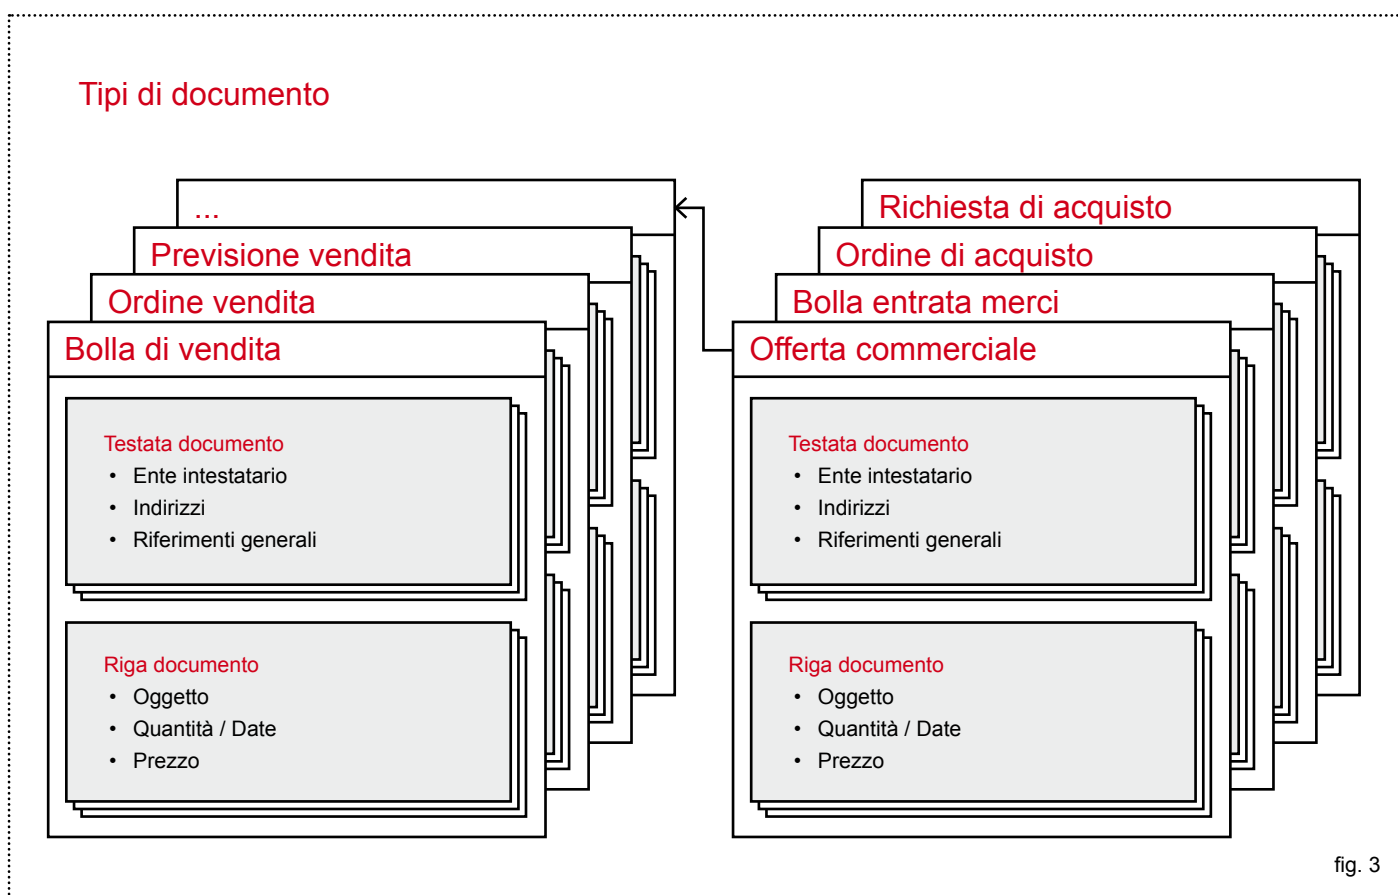 Tipi di documento
...
Previsione vendita
Ordine vendita
Bolla di vendita
Testata documento
• Ente intestatario
• Indirizzi
• Riferimenti generali
Riga documento
• Oggetto
• Quantità / Date
• Prezzo
Richiesta di acquisto
Ordine di acquisto
Bolla entrata merci
Offerta commerciale
Testata documento
• Ente intestatario
• Indirizzi
• Riferimenti generali
Riga documento
• Oggetto
• Quantità / Date
• Prezzo
fig. 3